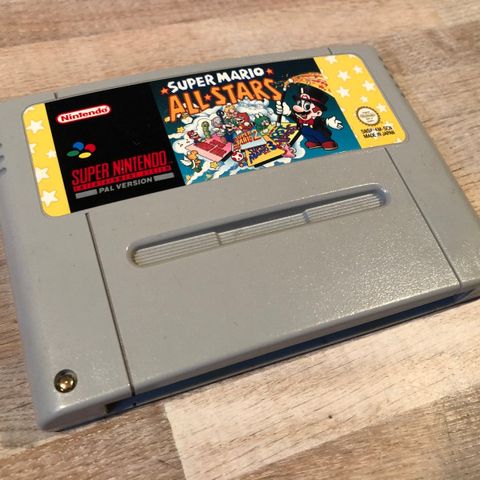 Nintendo
SUPER NINTENDO
ENTERTAINMENT SYSTEM
PAL VERSION
SUPER MARIO
ALL-STARS
MADE IN JAPAN